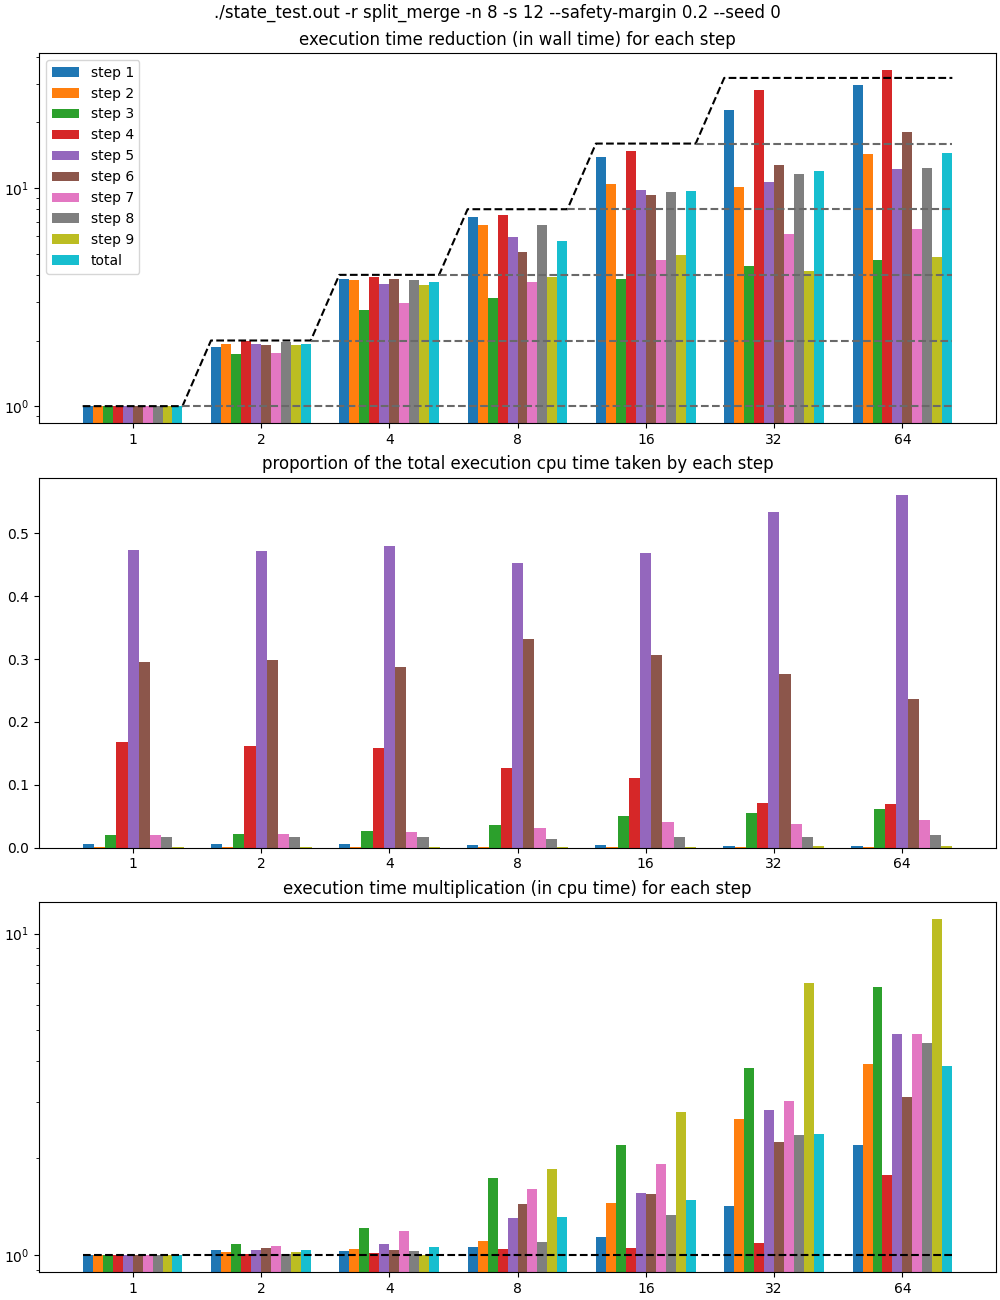 ./state_test.out -r split_merge -n 8 -s 12 --safety-margin 0.2 --seed 0
execution time reduction (in wall time) for each step
step 1
step 2
step 3
step 4
step 5
step 6
step 7
step 8
step 9
total
10¹
10⁰
1 2 4 8 16 32 64
proportion of the total execution cpu time taken by each step
0.5
0.4
0.3
0.2
0.1
0.0
1 2 4 8 16 32 64
execution time multiplication (in cpu time) for each step
10¹
10⁰
1 2 4 8 16 32 64